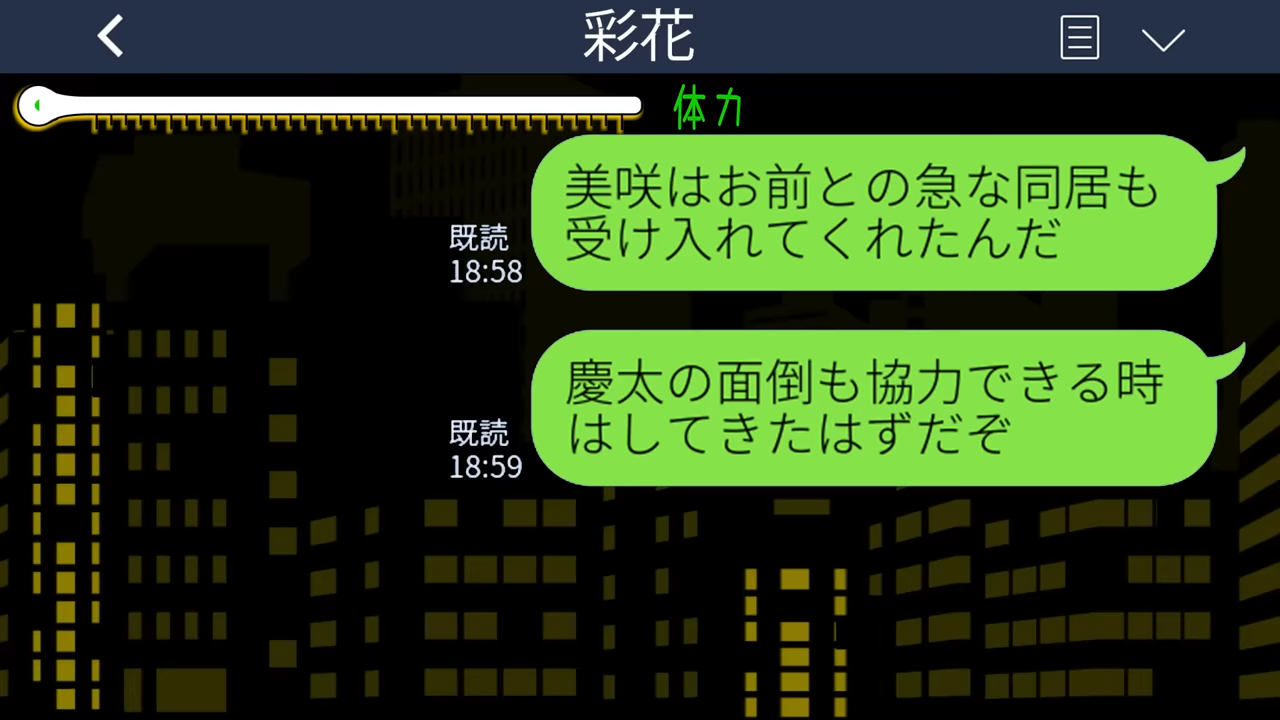 彩花
体力
美咲はお前との急な同居も
受け入れてくれたんだ
既読
18:58
慶太の面倒も協力できる時
はしてきたはずだぞ
既読
18:59